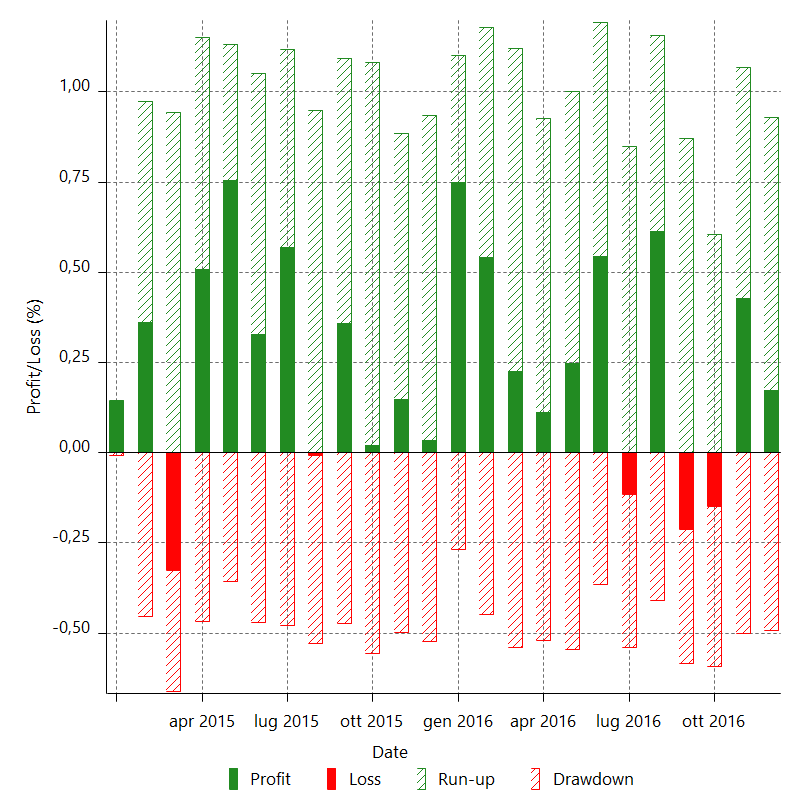 1,00
0,75
0,50
0,25
0,00
-0,25
-0,50
Profit/Loss (%)
apr 2015 lug 2015 ott 2015 gen 2016 apr 2016 lug 2016 ott 2016
Date
Profit Loss Run-up Drawdown